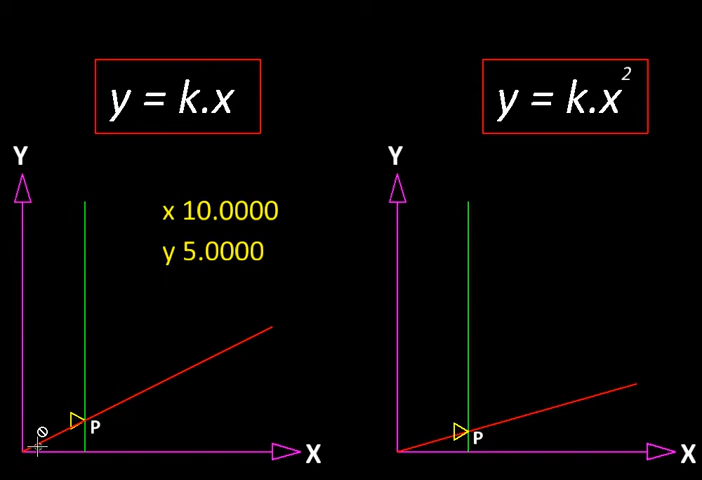 y = k.x
y = k.x²
Y
Y
x 10.0000
y 5.0000
P
P
X
X